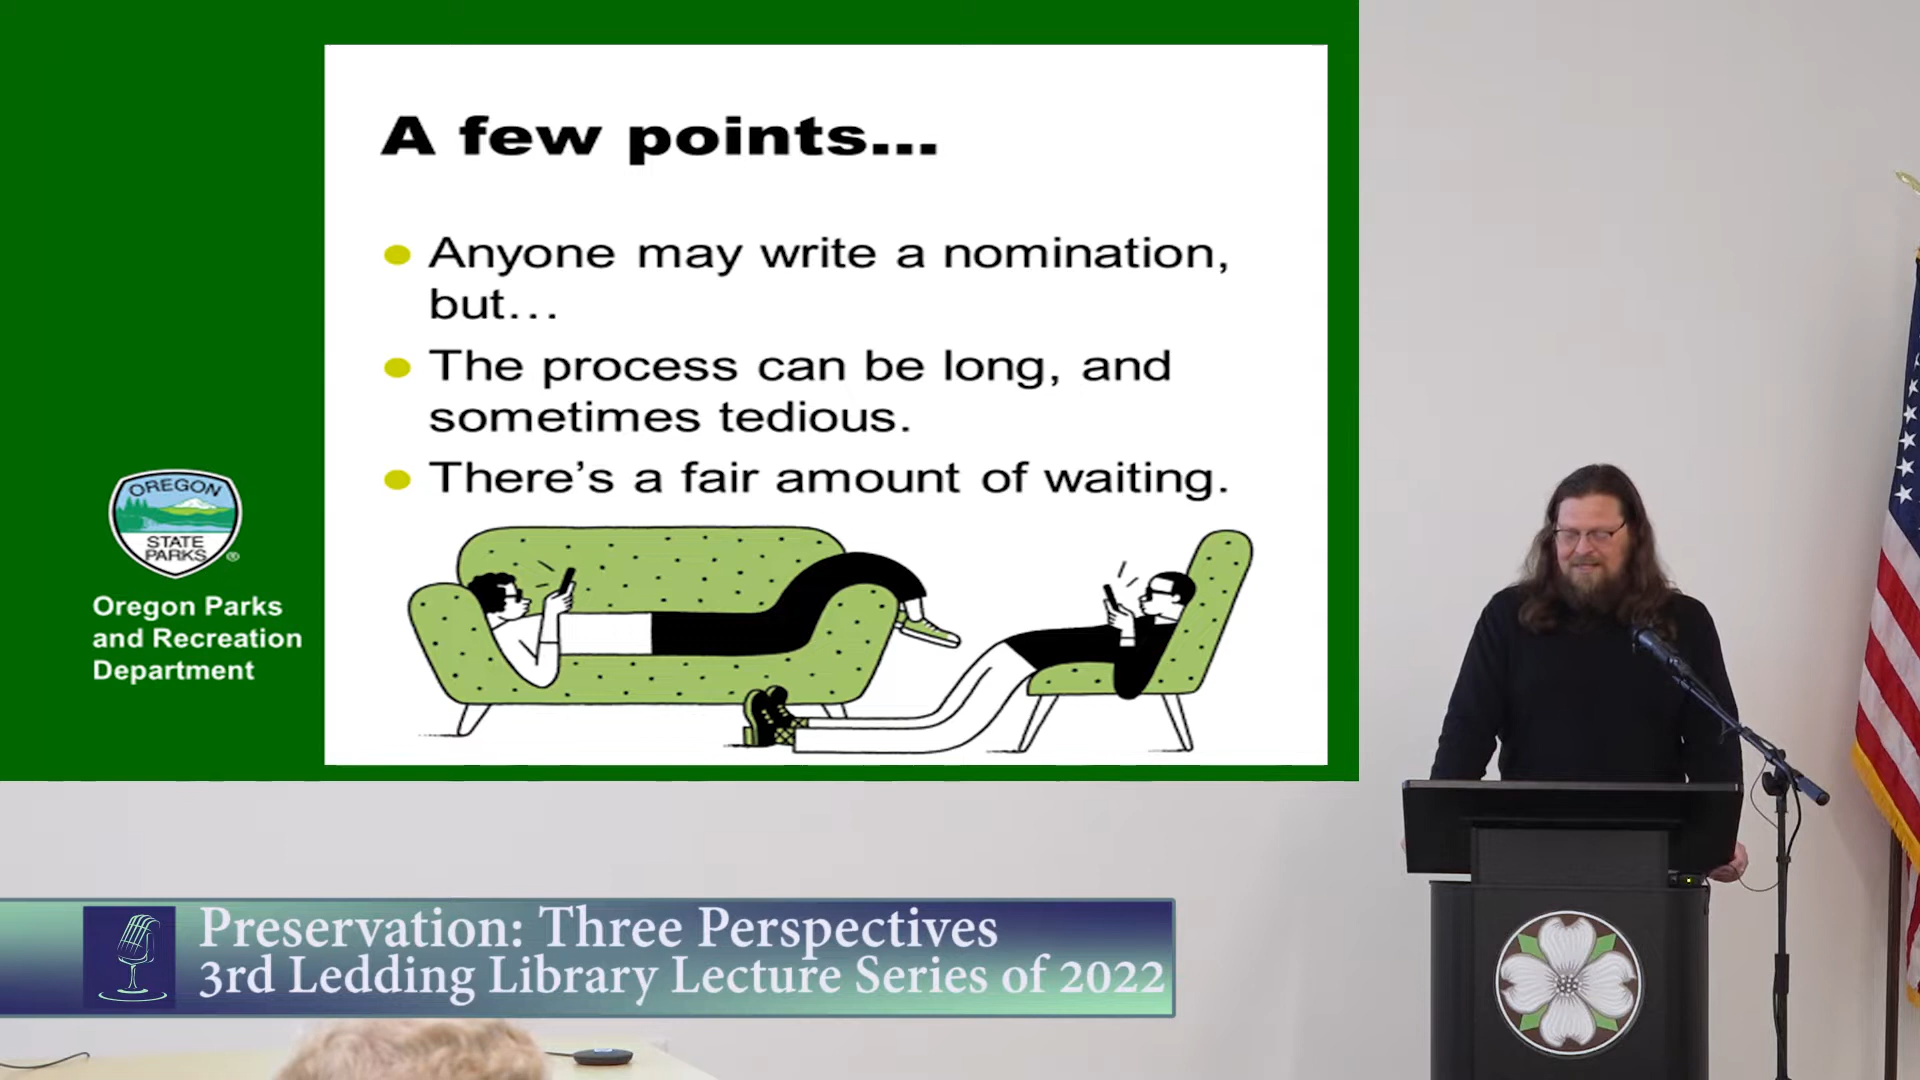 A few points...
Anyone may write a nomination,
but…
The process can be long, and
sometimes tedious.
There’s a fair amount of waiting.
OREGON
STATE
PARKS
®
Oregon Parks
and Recreation
Department
Preservation: Three Perspectives
3rd Ledding Library Lecture Series of 2022